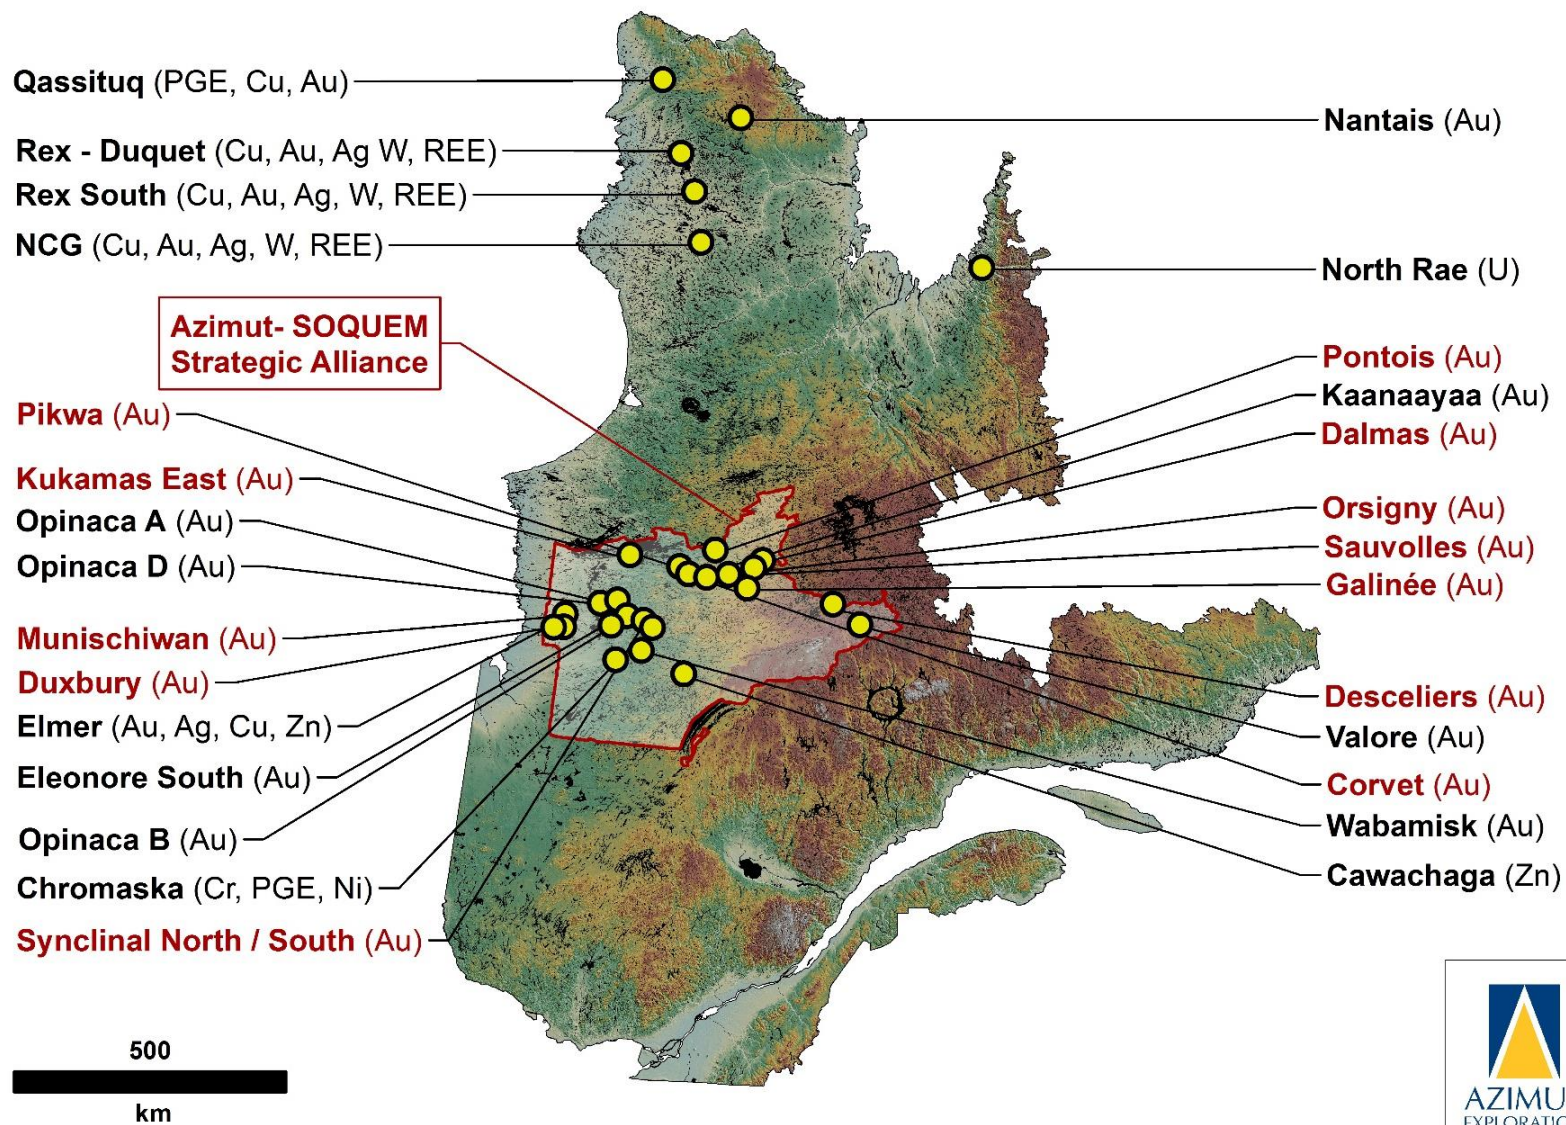 Qassituq (PGE, Cu, Au)
Rex - Duquet (Cu, Au, Ag W, REE)
Rex South (Cu, Au, Ag, W, REE)
NCG (Cu, Au, Ag, W, REE)
Azimut- SOQUEM
Strategic Alliance
Pikwa (Au)
Kukamas East (Au)
Opinaca A (Au)
Opinaca D (Au)
Munischiwan (Au)
Duxbury (Au)
Elmer (Au, Ag, Cu, Zn)
Eleonore South (Au)
Opinaca B (Au)
Chromaska (Cr, PGE, Ni)
Synclinal North / South (Au)
500
km
Nantais (Au)
North Rae (U)
Pontois (Au)
Kaanaayaa (Au)
Dalmas (Au)
Orsigny (Au)
Sauvolles (Au)
Galinée (Au)
Desceliers (Au)
Valore (Au)
Corvet (Au)
Wabamisk (Au)
Cawachaga (Zn)
AZIMU
EXPLORATIO